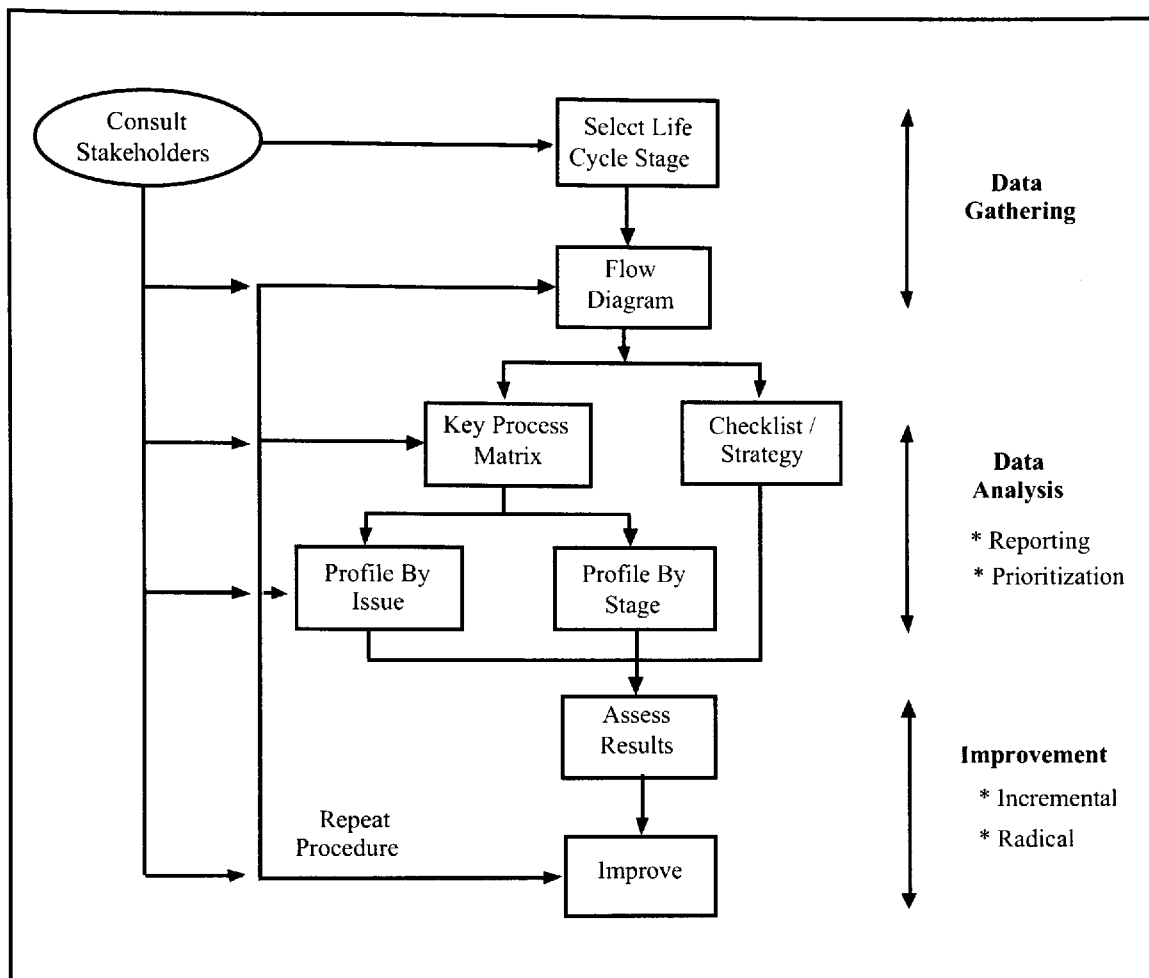 Consult
Stakeholders
Select Life
Cycle Stage
Data
Gathering
Flow
Diagram
Key Process
Matrix
Checklist /
Strategy
Data
Analysis
* Reporting
* Prioritization
Profile By
Issue
Profile By
Stage
Assess
Results
Improvement
* Incremental
* Radical
Repeat
Procedure
Improve